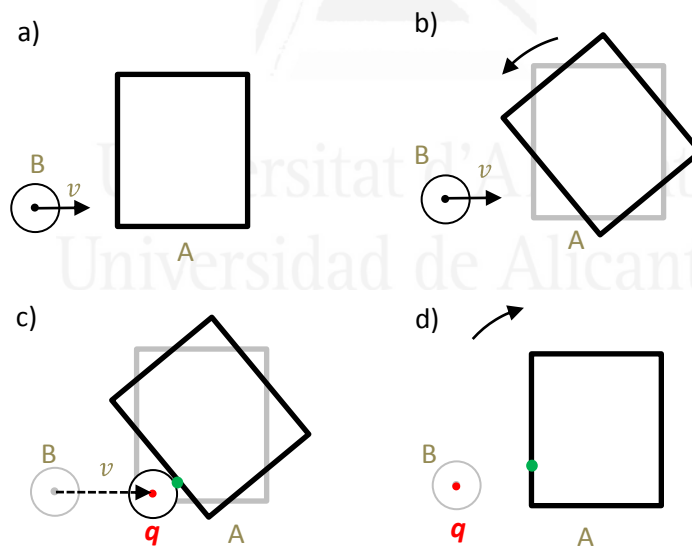 a)
B
v
A
b)
B
v
A
Universitat d'Alacant
Universidad de Alicante
c)
B
v
q
A
d)
B
q
A